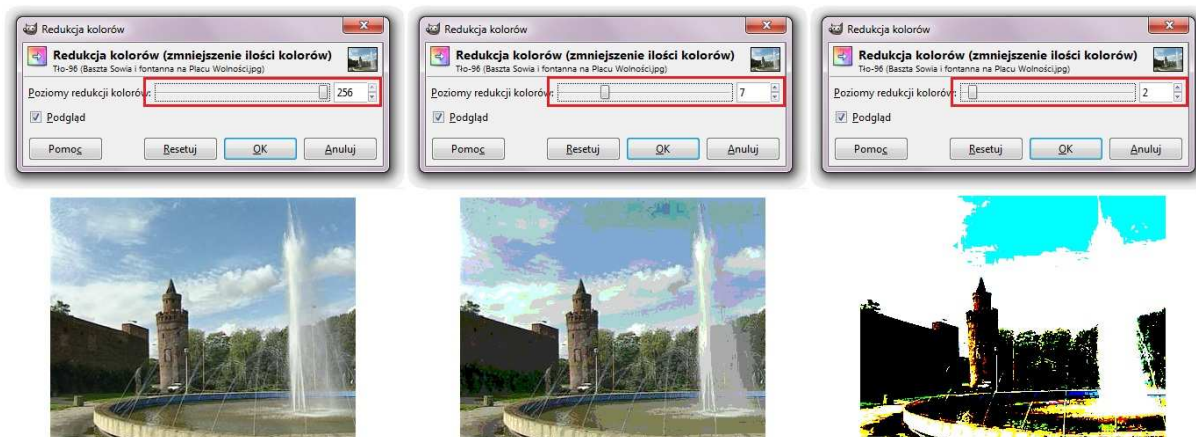 Redukcja kolorów
Redukcja kolorów (zmniejszenie ilości kolorów)
Tło-96 (Baszta Sowia i fontanna na Placu Wolności.jpg)
Poziomy redukcji kolorów: 256
Podgląd
Pomoc Resetuj OK Anuluj
Redukcja kolorów
Redukcja kolorów (zmniejszenie ilości kolorów)
Tło-96 (Baszta Sowia i fontanna na Placu Wolności.jpg)
Poziomy redukcji kolorów: 7
Podgląd
Pomoc Resetuj OK Anuluj
Redukcja kolorów
Redukcja kolorów (zmniejszenie ilości kolorów)
Tło-96 (Baszta Sowia i fontanna na Placu Wolności.jpg)
Poziomy redukcji kolorów: 2
Podgląd
Pomoc Resetuj OK Anuluj